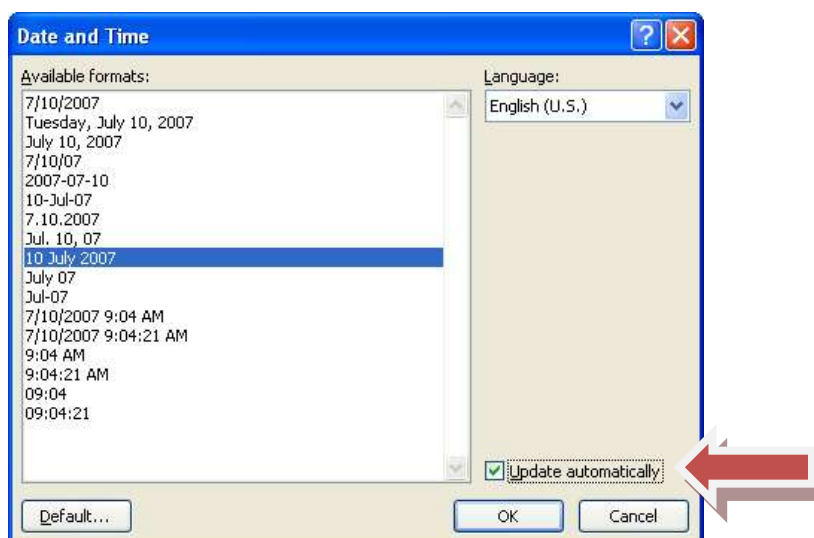 Date and Time
Available formats:
Language:
7/10/2007
Tuesday, July 10, 2007
July 10, 2007
7/10/07
2007-07-10
10-Jul-07
7.10.2007
Jul. 10, 07
10 July 2007
July 07
Jul-07
7/10/2007 9:04 AM
7/10/2007 9:04:21 AM
9:04 AM
9:04:21 AM
09:04
09:04:21
English (U.S.)
Update automatically
Default...
OK
Cancel